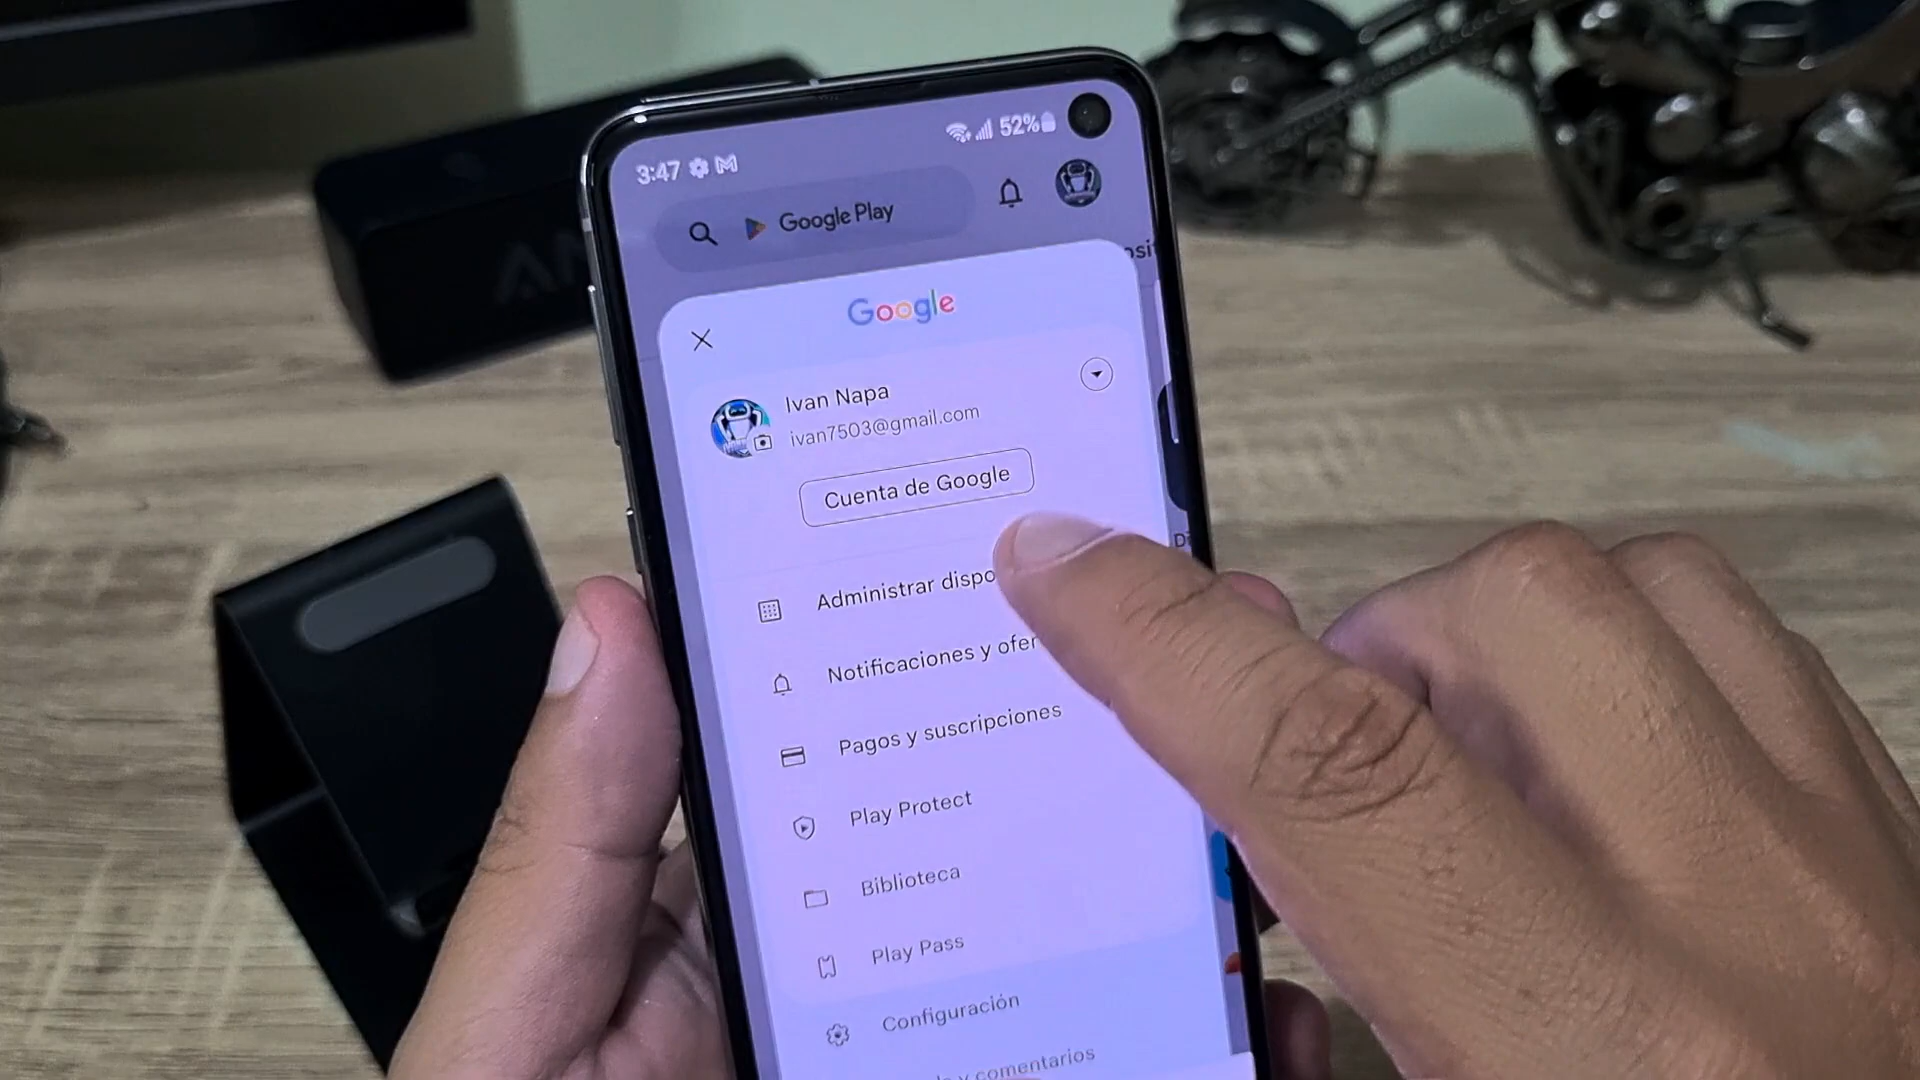 3:47 52%
Google Play
Google
Ivan Napa
ivan7503@gmail.com
Cuenta de Google
Administrar dispo
Notificaciones y ofer
Pagos y suscripciones
Play Protect
Biblioteca
Play Pass
Configuración
y comentarios